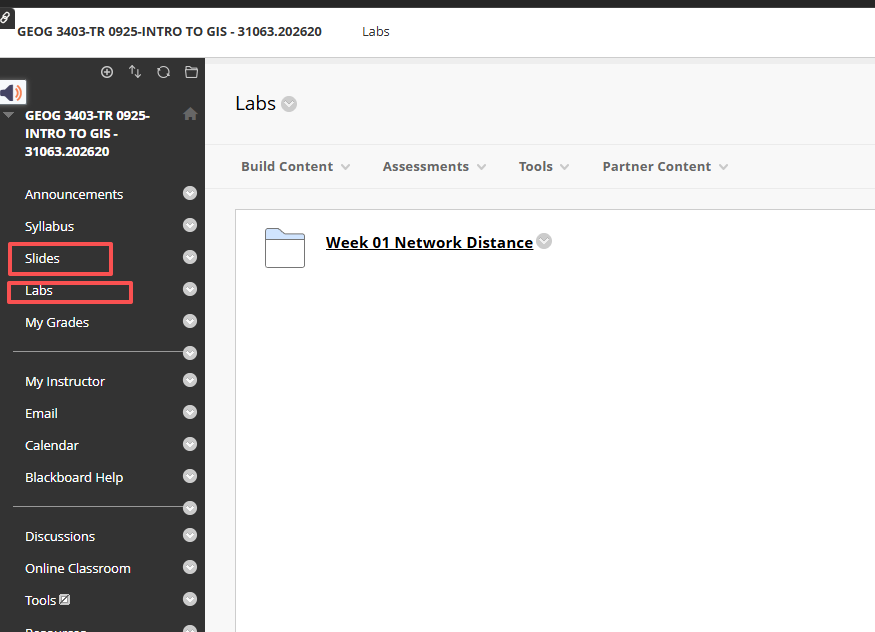 GEOG 3403-TR 0925-INTRO TO GIS - 31063.202620
Labs
GEOG 3403-TR 0925-
INTRO TO GIS -
31063.202620
Announcements
Syllabus
Slides
Labs
My Grades
My Instructor
Email
Calendar
Blackboard Help
Discussions
Online Classroom
Tools
Resources
Labs
Build Content
Assessments
Tools
Partner Content
Week 01 Network Distance